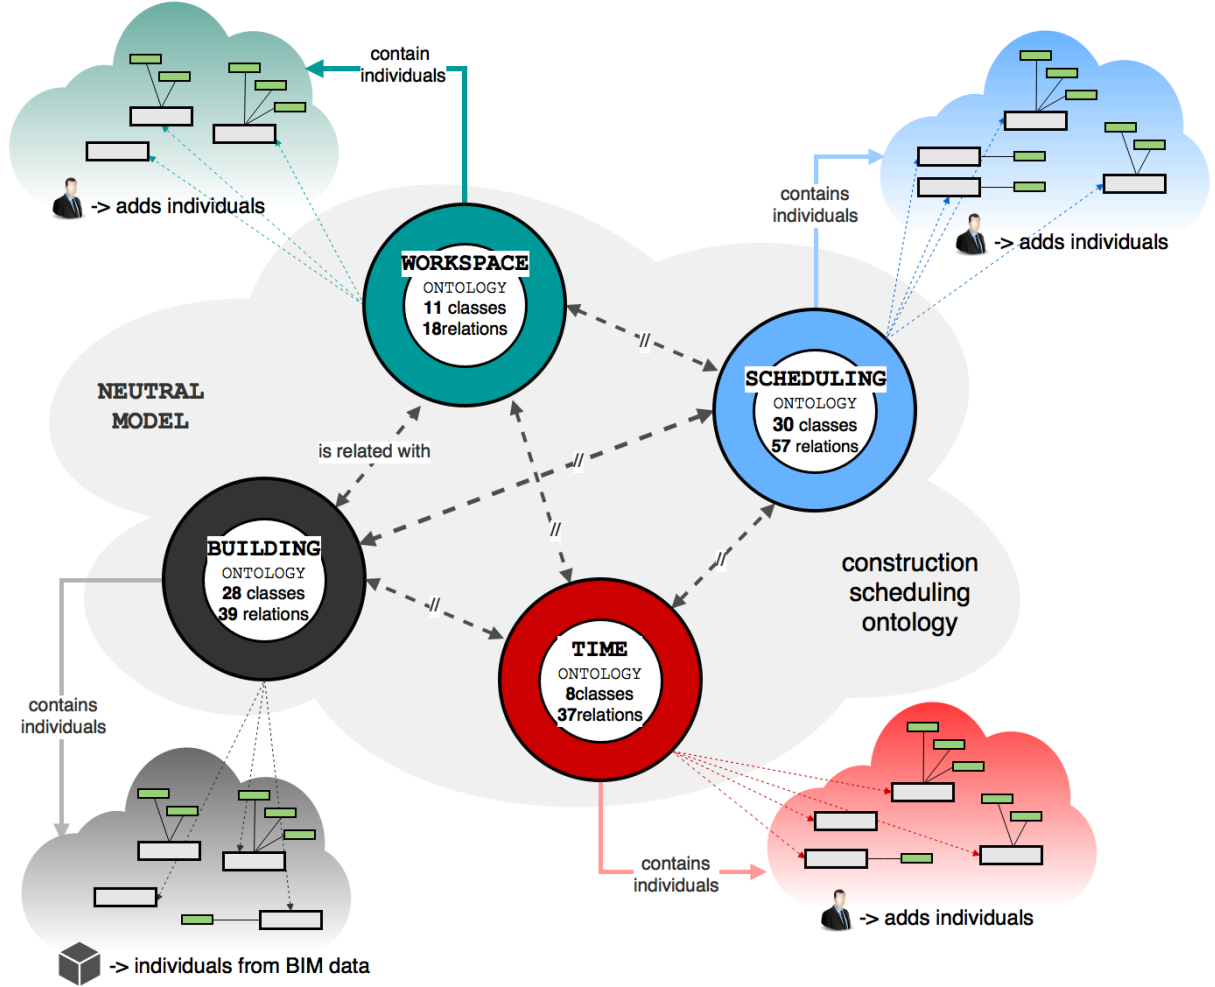 contain
individuals
-> adds individuals
contains
individuals
-> adds individuals
WORKSPACE
ONTOLOGY
11 classes
18relations
//
SCHEDULING
ONTOLOGY
30 classes
57 relations
NEUTRAL
MODEL
is related with
//
//
//
BUILDING
ONTOLOGY
28 classes
39 relations
//
construction
scheduling
ontology
TIME
ONTOLOGY
8classes
37relations
contains
individuals
contains
individuals
-> adds individuals
-> individuals from BIM data